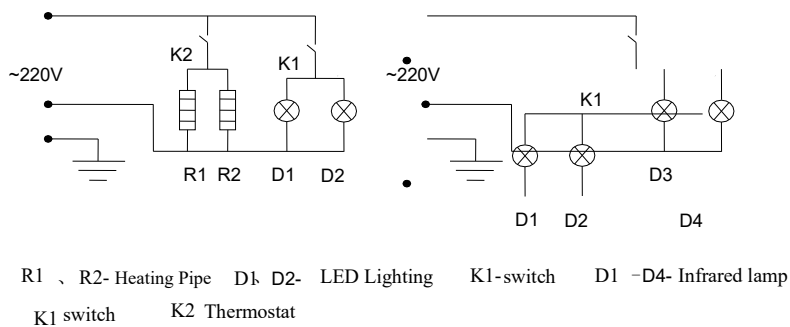 K2
K1
~220V
~220V
K1
R1 R2 D1 D2
D3
D1 D2 D4
R1 、 R2- Heating Pipe D1、D2- LED Lighting K1-switch D1 -D4- Infrared lamp
K1 switch K2 Thermostat